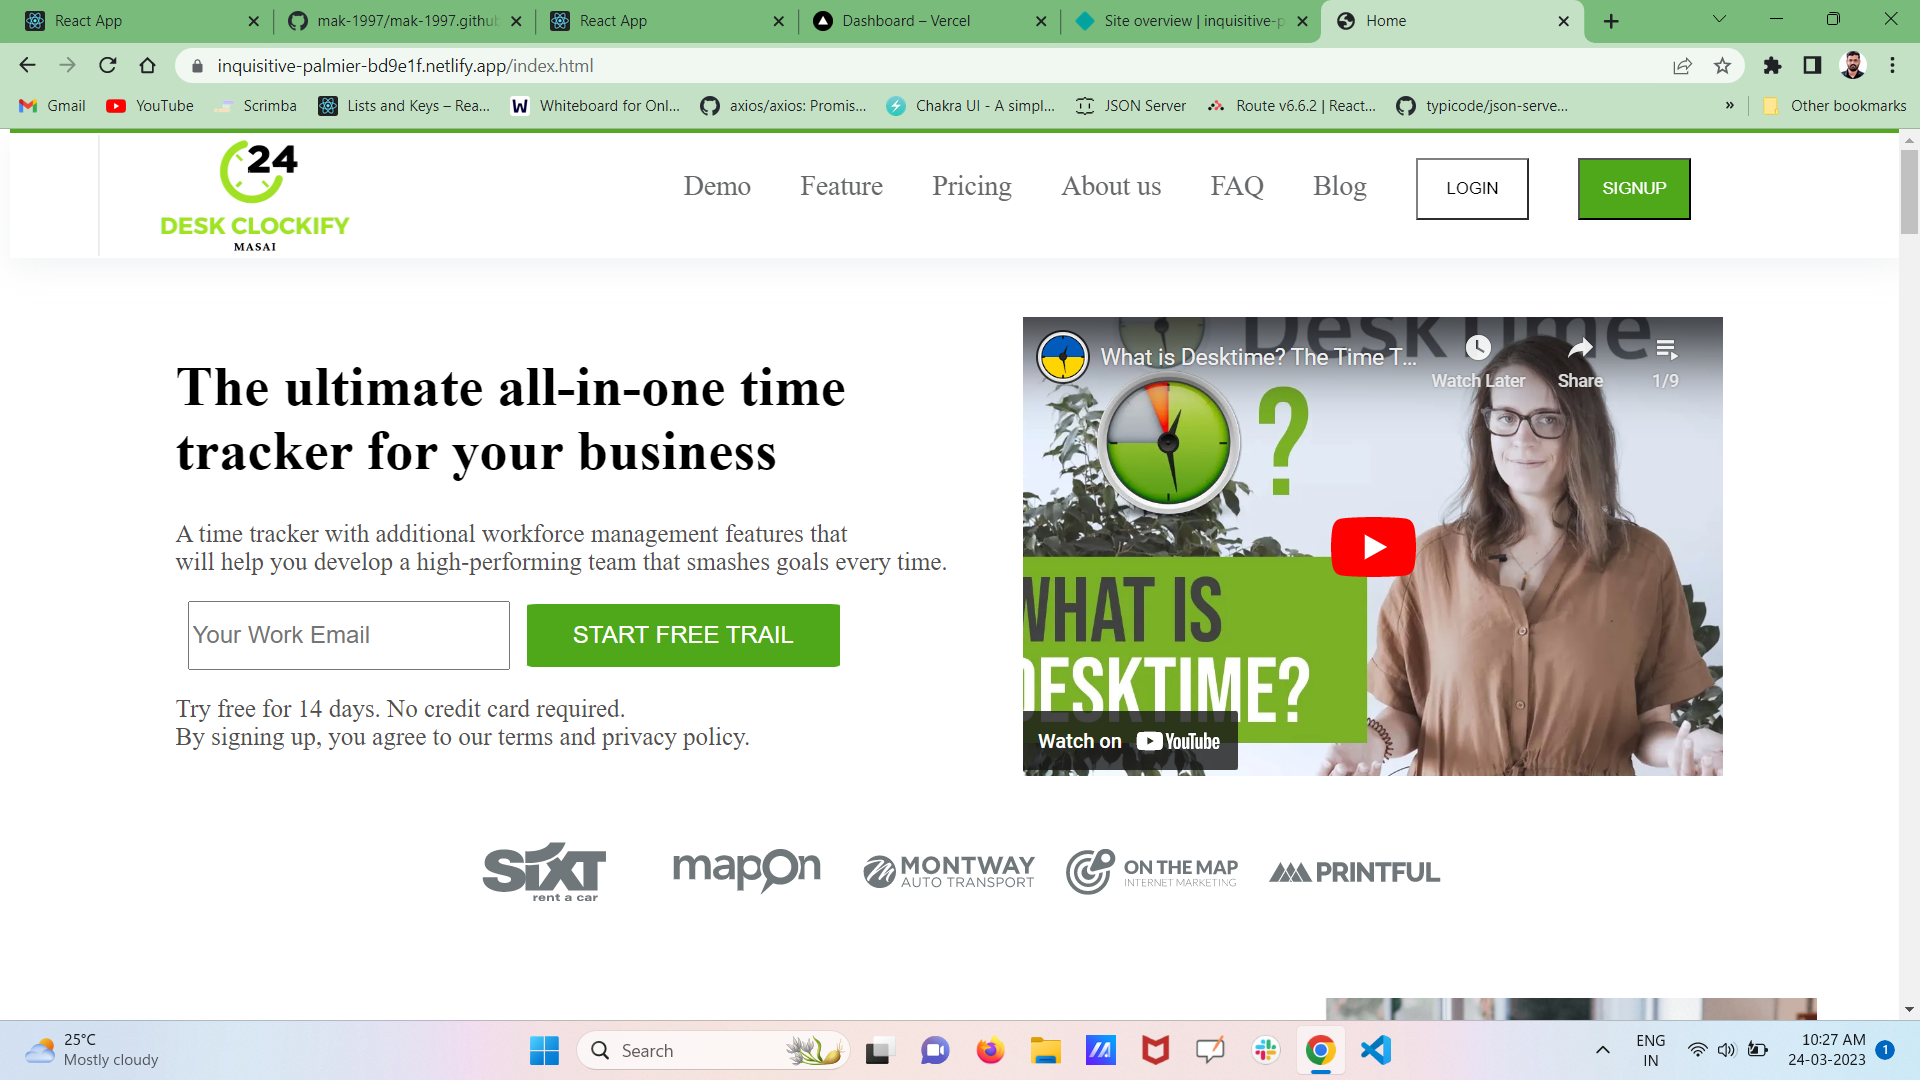 React App
mak-1997/mak-1997.githu
React App
Dashboard – Vercel
Site overview | inquisitive-p
Home
inquisitive-palmier-bd9e1f.netlify.app/index.html
Gmail
YouTube
Scrimba
Lists and Keys – Rea...
Whiteboard for Onl...
axios/axios: Promis...
Chakra UI - A simpl...
JSON Server
Route v6.6.2 | React...
typicode/json-serve...
»
Other bookmarks
24
DESK CLOCKIFY
MASAI
Demo
Feature
Pricing
About us
FAQ
Blog
LOGIN
SIGNUP
The ultimate all-in-one time
tracker for your business
A time tracker with additional workforce management features that
will help you develop a high-performing team that smashes goals every time.
Your Work Email
START FREE TRAIL
Try free for 14 days. No credit card required.
By signing up, you agree to our terms and privacy policy.
DeskTime
What is Desktime? The Time T...
Watch Later
Share
1/9
?
WHAT IS
DESKTIME?
Watch on YouTube
SIXT
rent a car
mapOn
MONTWAY
AUTO TRANSPORT
ON THE MAP
INTERNET MARKETING
PRINTFUL
25°C
Mostly cloudy
Search
ENG
IN
10:27 AM
24-03-2023
1